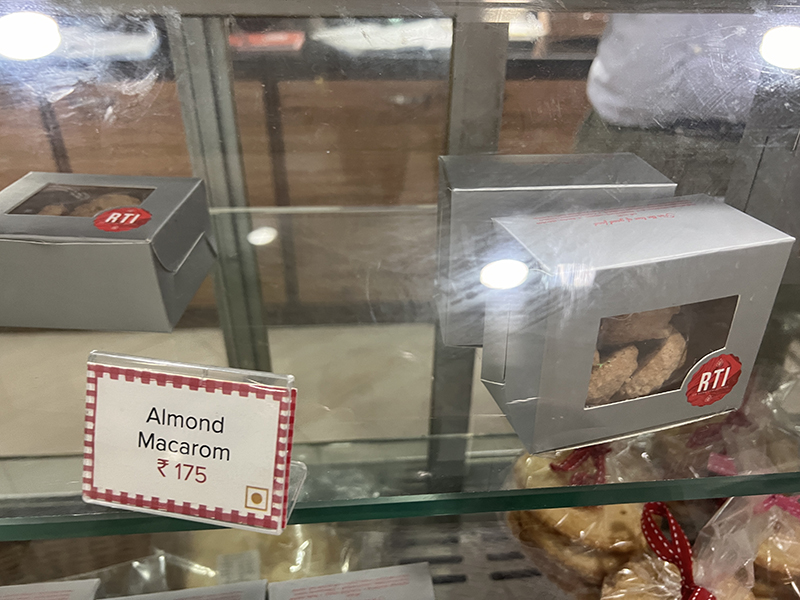 RTI
RTI
Almond
Macarom
₹ 175